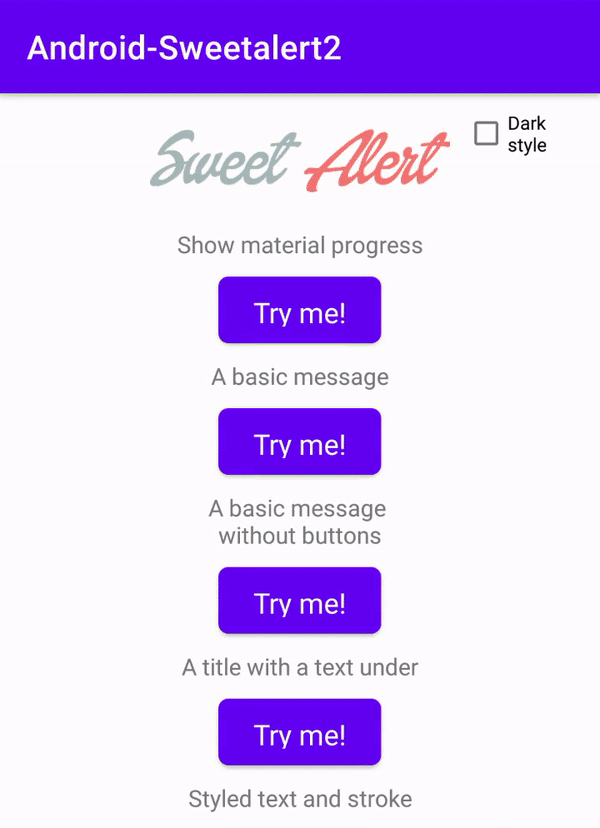 Android-Sweetalert2
Sweet Alert
Dark
style
Show material progress
Try me!
A basic message
Try me!
A basic message
without buttons
Try me!
A title with a text under
Try me!
Styled text and stroke